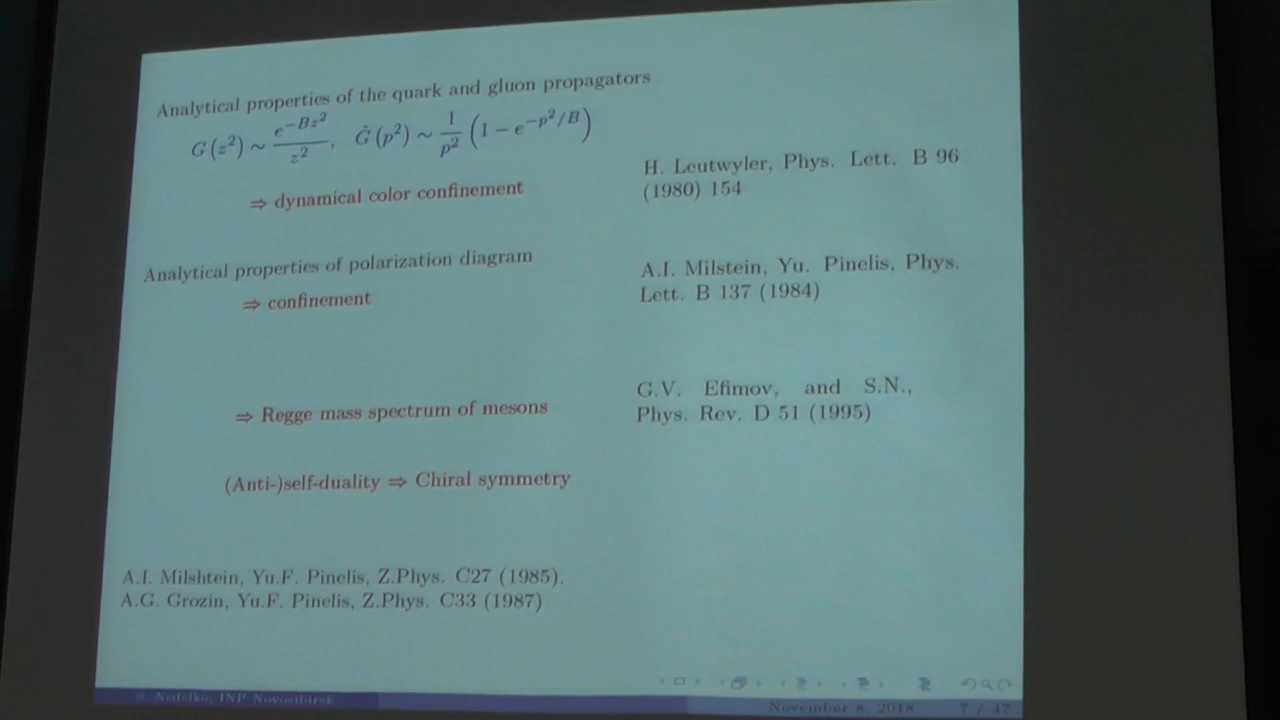 Analytical properties of the quark and gluon propagators
G(z²) ~ e^{-Bz²}/z², G̃(p²) ~ 1/p² (1 − e^{−p²/B})
⇒ dynamical color confinement
H. Leutwyler, Phys. Lett. B 96
(1980) 154
Analytical properties of polarization diagram
⇒ confinement
A.I. Milstein, Yu. Pinelis, Phys.
Lett. B 137 (1984)
⇒ Regge mass spectrum of mesons
G.V. Efimov, and S.N.,
Phys. Rev. D 51 (1995)
(Anti-)self-duality ⇒ Chiral symmetry
A.I. Milshtein, Yu.F. Pinelis, Z.Phys. C27 (1985).
A.G. Grozin, Yu.F. Pinelis, Z.Phys. C33 (1987)
Nedelko, INP Novosibirsk
November 8, 2018 7 / 47